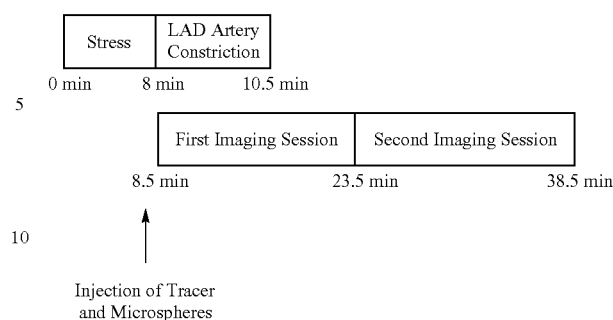 Stress
LAD Artery
Constriction
0 min
8 min
10.5 min
5
First Imaging Session
Second Imaging Session
8.5 min
23.5 min
38.5 min
10
Injection of Tracer
and Microspheres